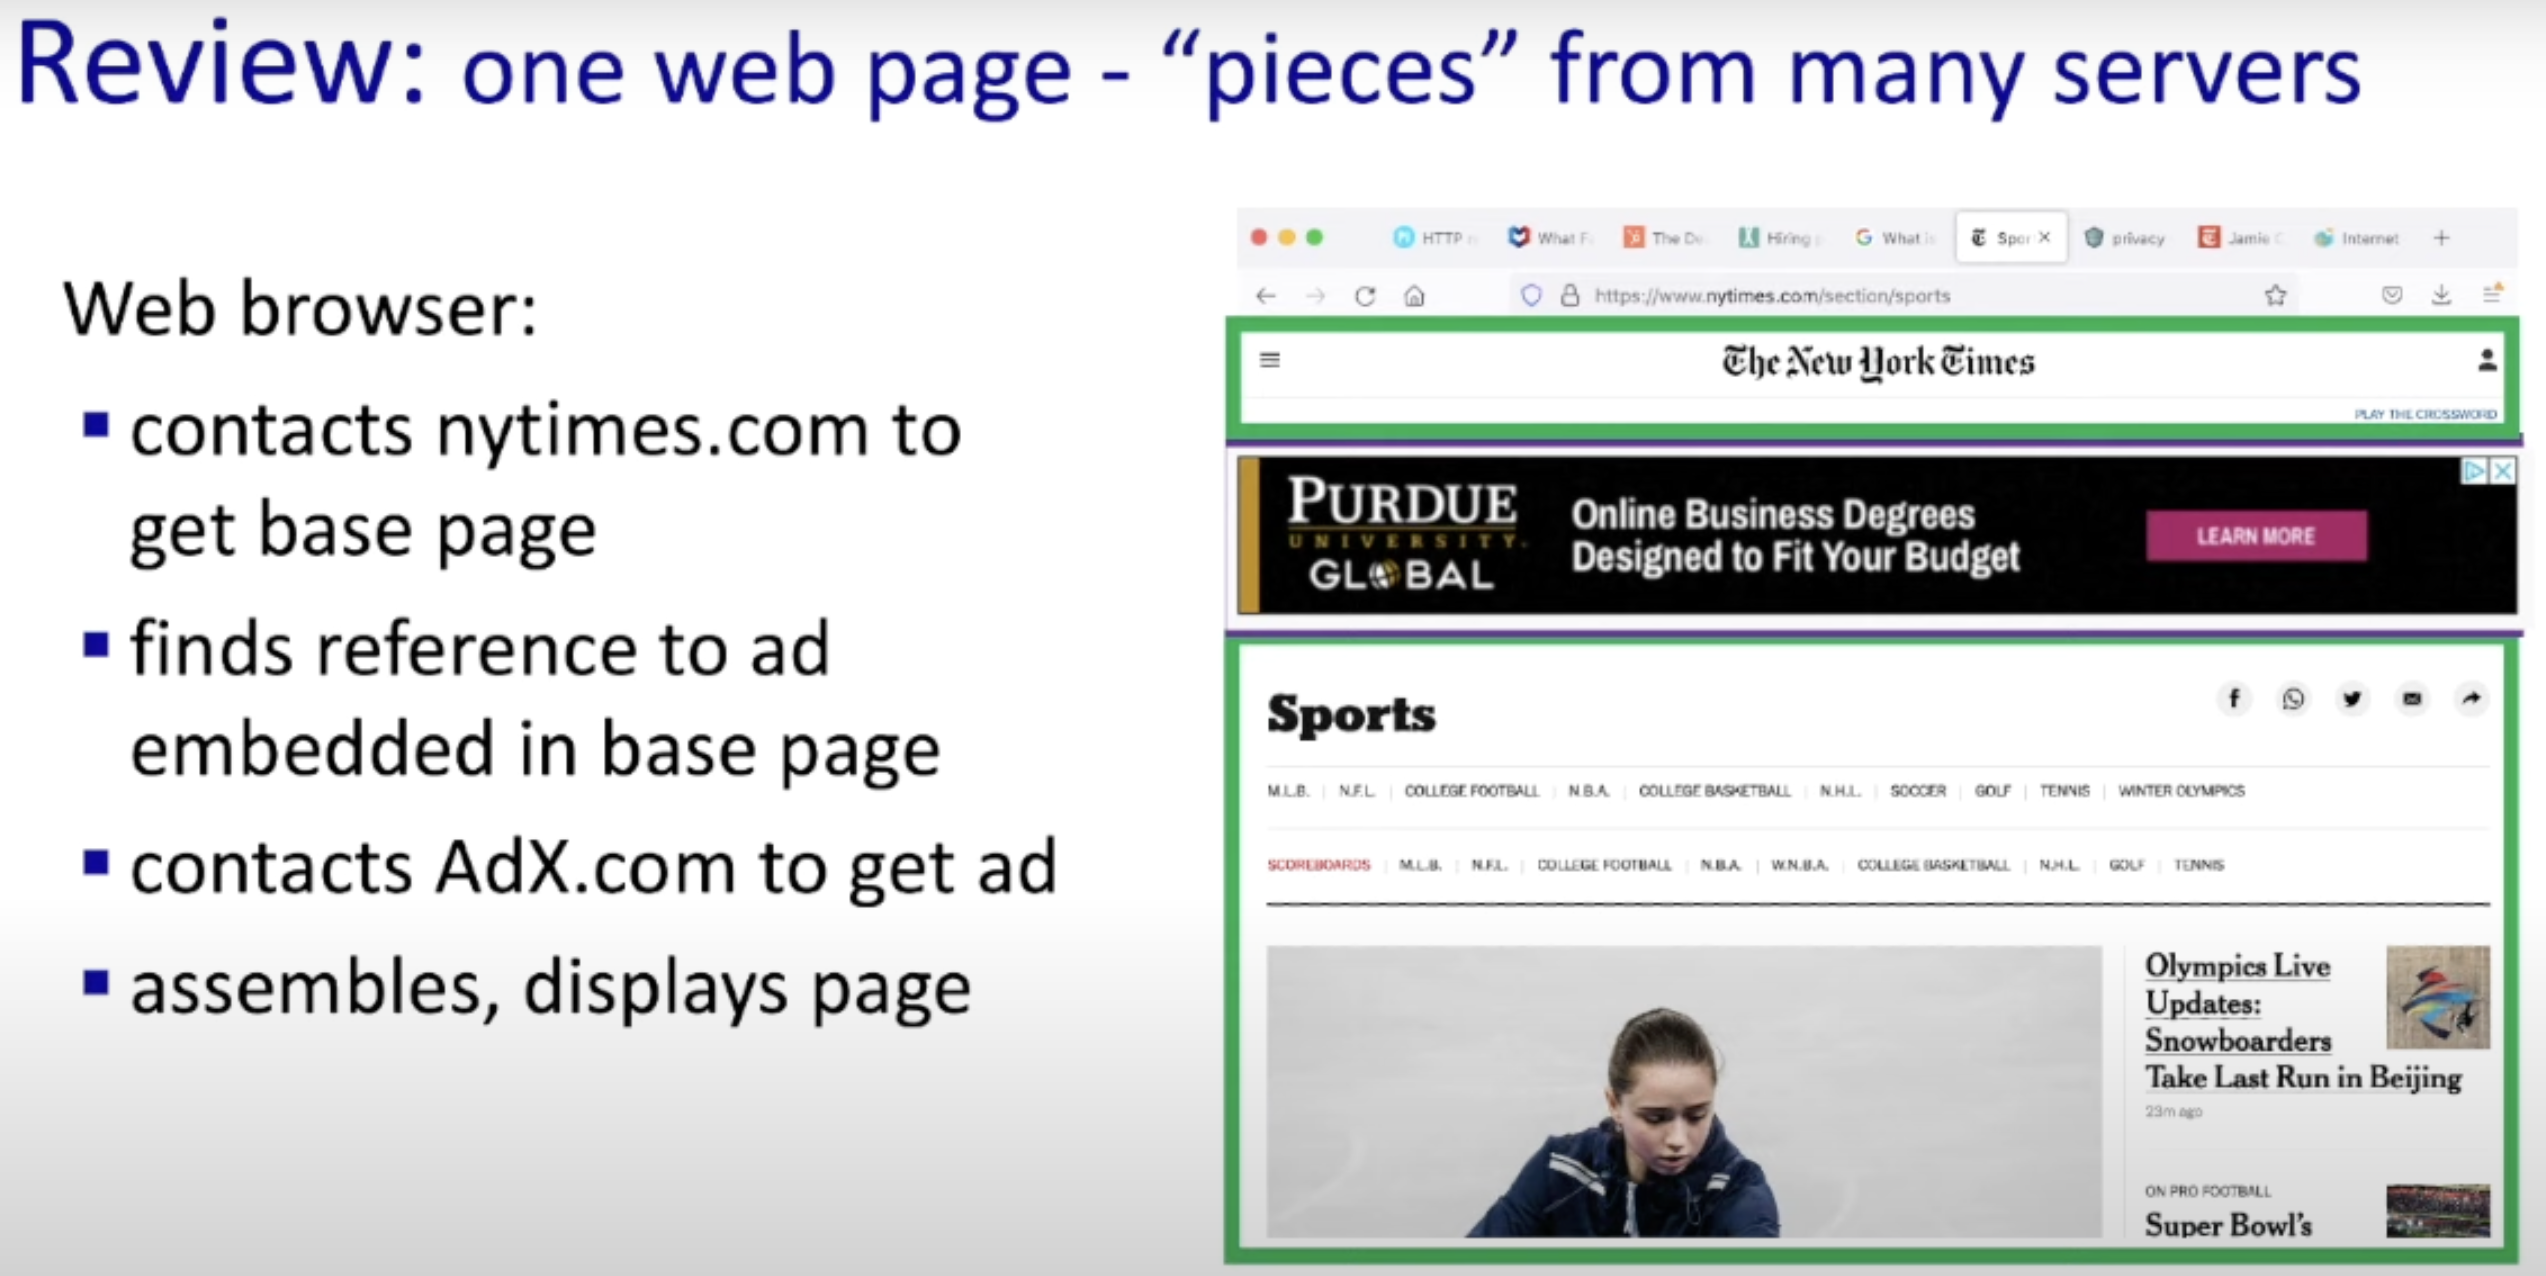 Review: one web page - “pieces” from many servers
Web browser:
▪ contacts nytimes.com to
get base page
▪ finds reference to ad
embedded in base page
▪ contacts AdX.com to get ad
▪ assembles, displays page
HTTP What F The De Hiring What is Spor privacy Jamie C Internet
https://www.nytimes.com/section/sports
The New York Times
PLAY THE CROSSWORD
PURDUE
UNIVERSITY.
GLOBAL
Online Business Degrees
Designed to Fit Your Budget
LEARN MORE
Sports
M.L.B. | N.F.L. | COLLEGE FOOTBALL | N.B.A. | COLLEGE BASKETBALL | N.H.L. | SOCCER | GOLF | TENNIS | WINTER OLYMPICS
SCOREBOARDS | M.L.B. | N.F.L. | COLLEGE FOOTBALL | N.B.A. | W.N.B.A. | COLLEGE BASKETBALL | N.H.L. | GOLF | TENNIS
Olympics Live
Updates:
Snowboarders
Take Last Run in Beijing
23m ago
ON PRO FOOTBALL
Super Bowl’s